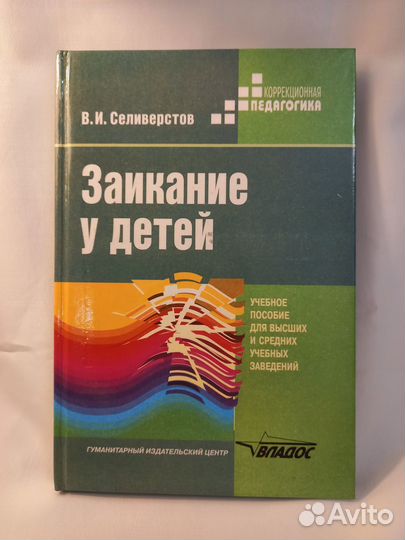 КОРРЕКЦИОННАЯ
ПЕДАГОГИКА
В.И. Селиверстов
Заикание
у детей
УЧЕБНОЕ
ПОСОБИЕ
ДЛЯ ВЫСШИХ
И СРЕДНИХ
УЧЕБНЫХ
ЗАВЕДЕНИЙ
ГУМАНИТАРНЫЙ ИЗДАТЕЛЬСКИЙ ЦЕНТР
ВЛАДОС
Avito